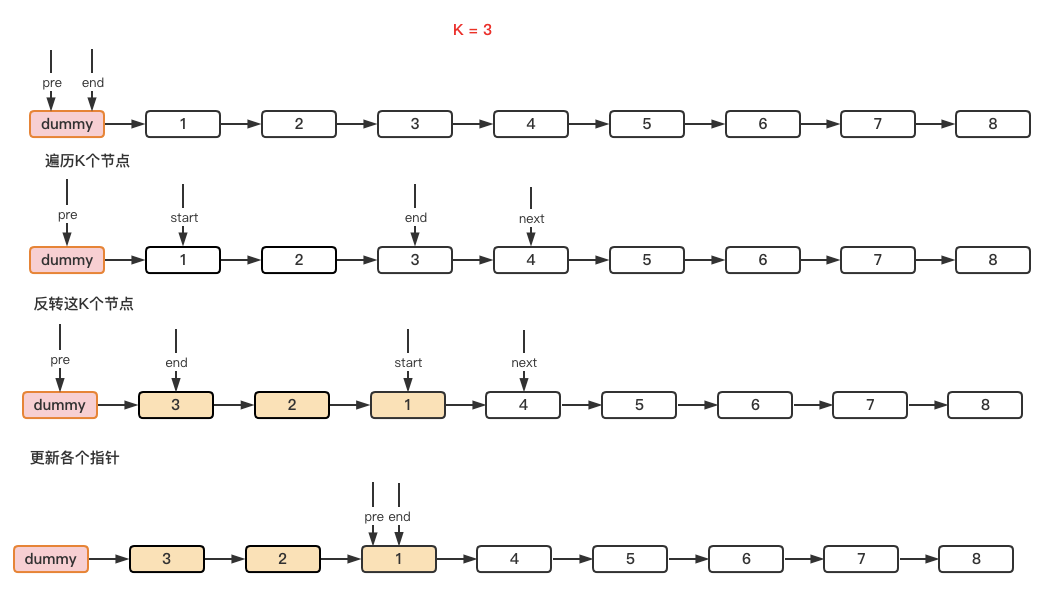 K = 3
pre end
dummy 1 2 3 4 5 6 7 8
遍历K个节点
pre start end next
dummy 1 2 3 4 5 6 7 8
反转这K个节点
pre end start next
dummy 3 2 1 4 5 6 7 8
更新各个指针
pre end
dummy 3 2 1 4 5 6 7 8